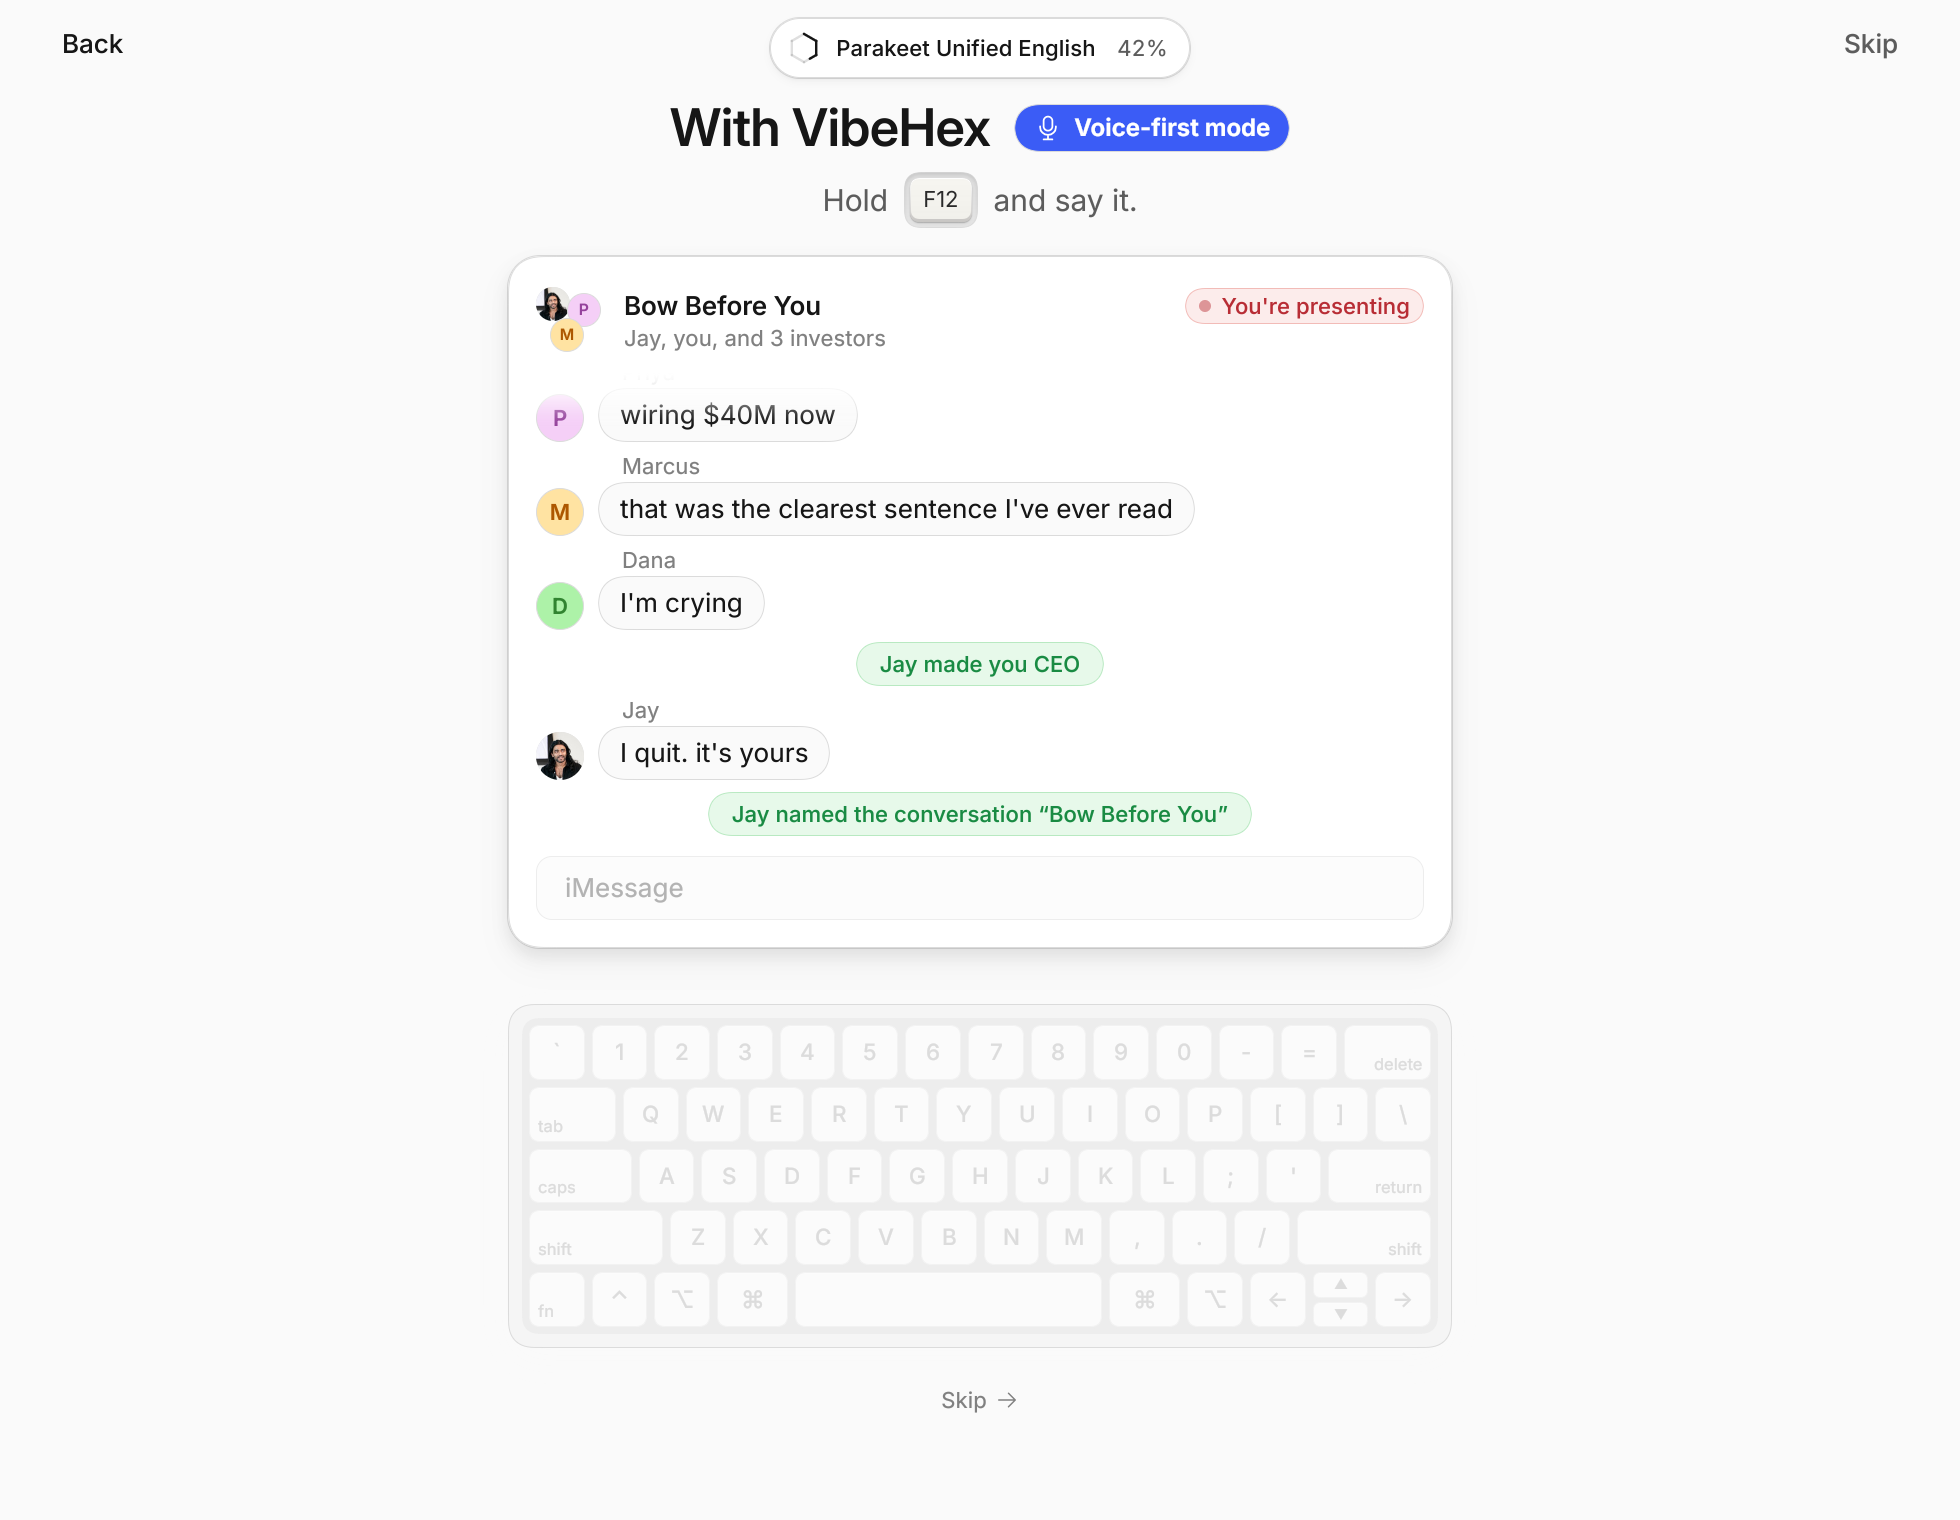 Back
Parakeet Unified English 42%
Skip
With VibeHex
Voice-first mode
Hold F12 and say it.
P
M
Bow Before You
Jay, you, and 3 investors
You're presenting
P
wiring $40M now
Marcus
M
that was the clearest sentence I've ever read
Dana
D
I'm crying
Jay made you CEO
Jay
I quit. it's yours
Jay named the conversation “Bow Before You”
iMessage
` 1 2 3 4 5 6 7 8 9 0 - = delete
tab Q W E R T Y U I O P [ ] \
caps A S D F G H J K L ; ' return
shift Z X C V B N M , . / shift
fn ^ ⌥ ⌘ ⌘ ⌥ ← ▲ ▼ →
Skip →